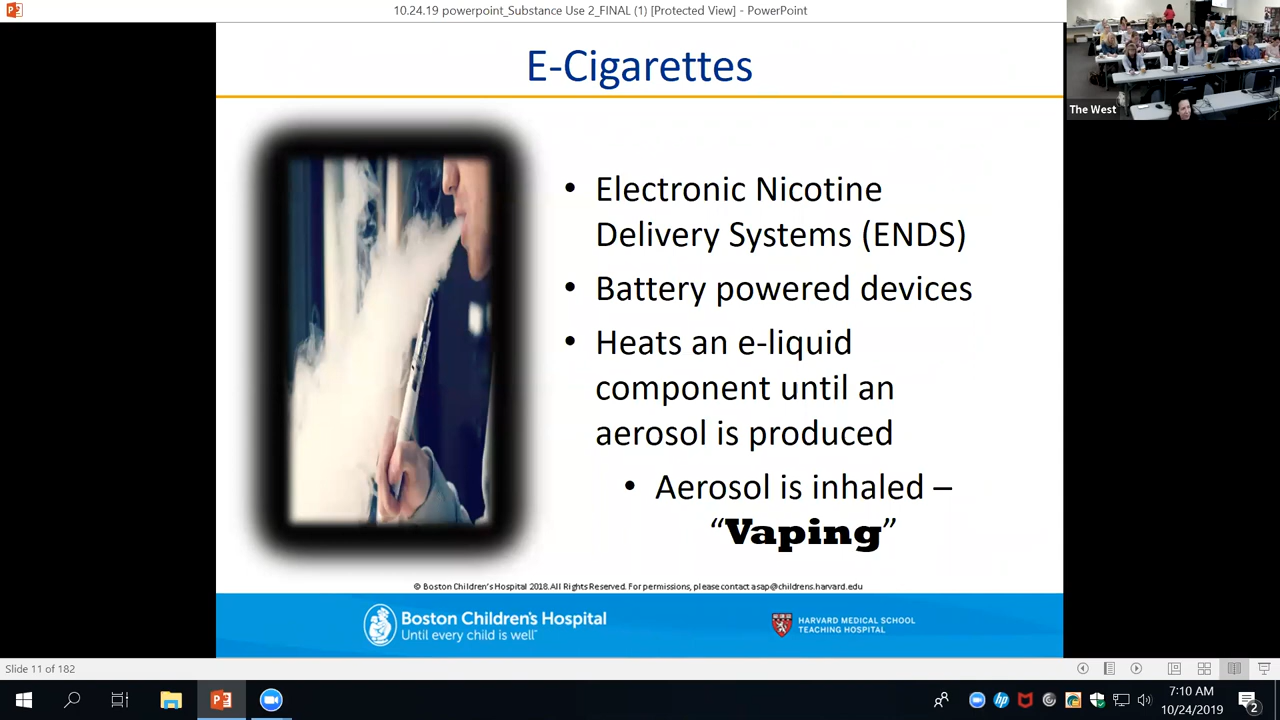 10.24.19 powerpoint_Substance Use 2_FINAL (1) [Protected View] - PowerPoint
The West
E-Cigarettes
• Electronic Nicotine
Delivery Systems (ENDS)
• Battery powered devices
• Heats an e-liquid
component until an
aerosol is produced
• Aerosol is inhaled –
“Vaping”
© Boston Children's Hospital 2018. All Rights Reserved. For permissions, please contact asap@childrens.harvard.edu
Boston Children's Hospital
Until every child is well™
HARVARD MEDICAL SCHOOL
TEACHING HOSPITAL
Slide 11 of 182
7:10 AM
10/24/2019
2